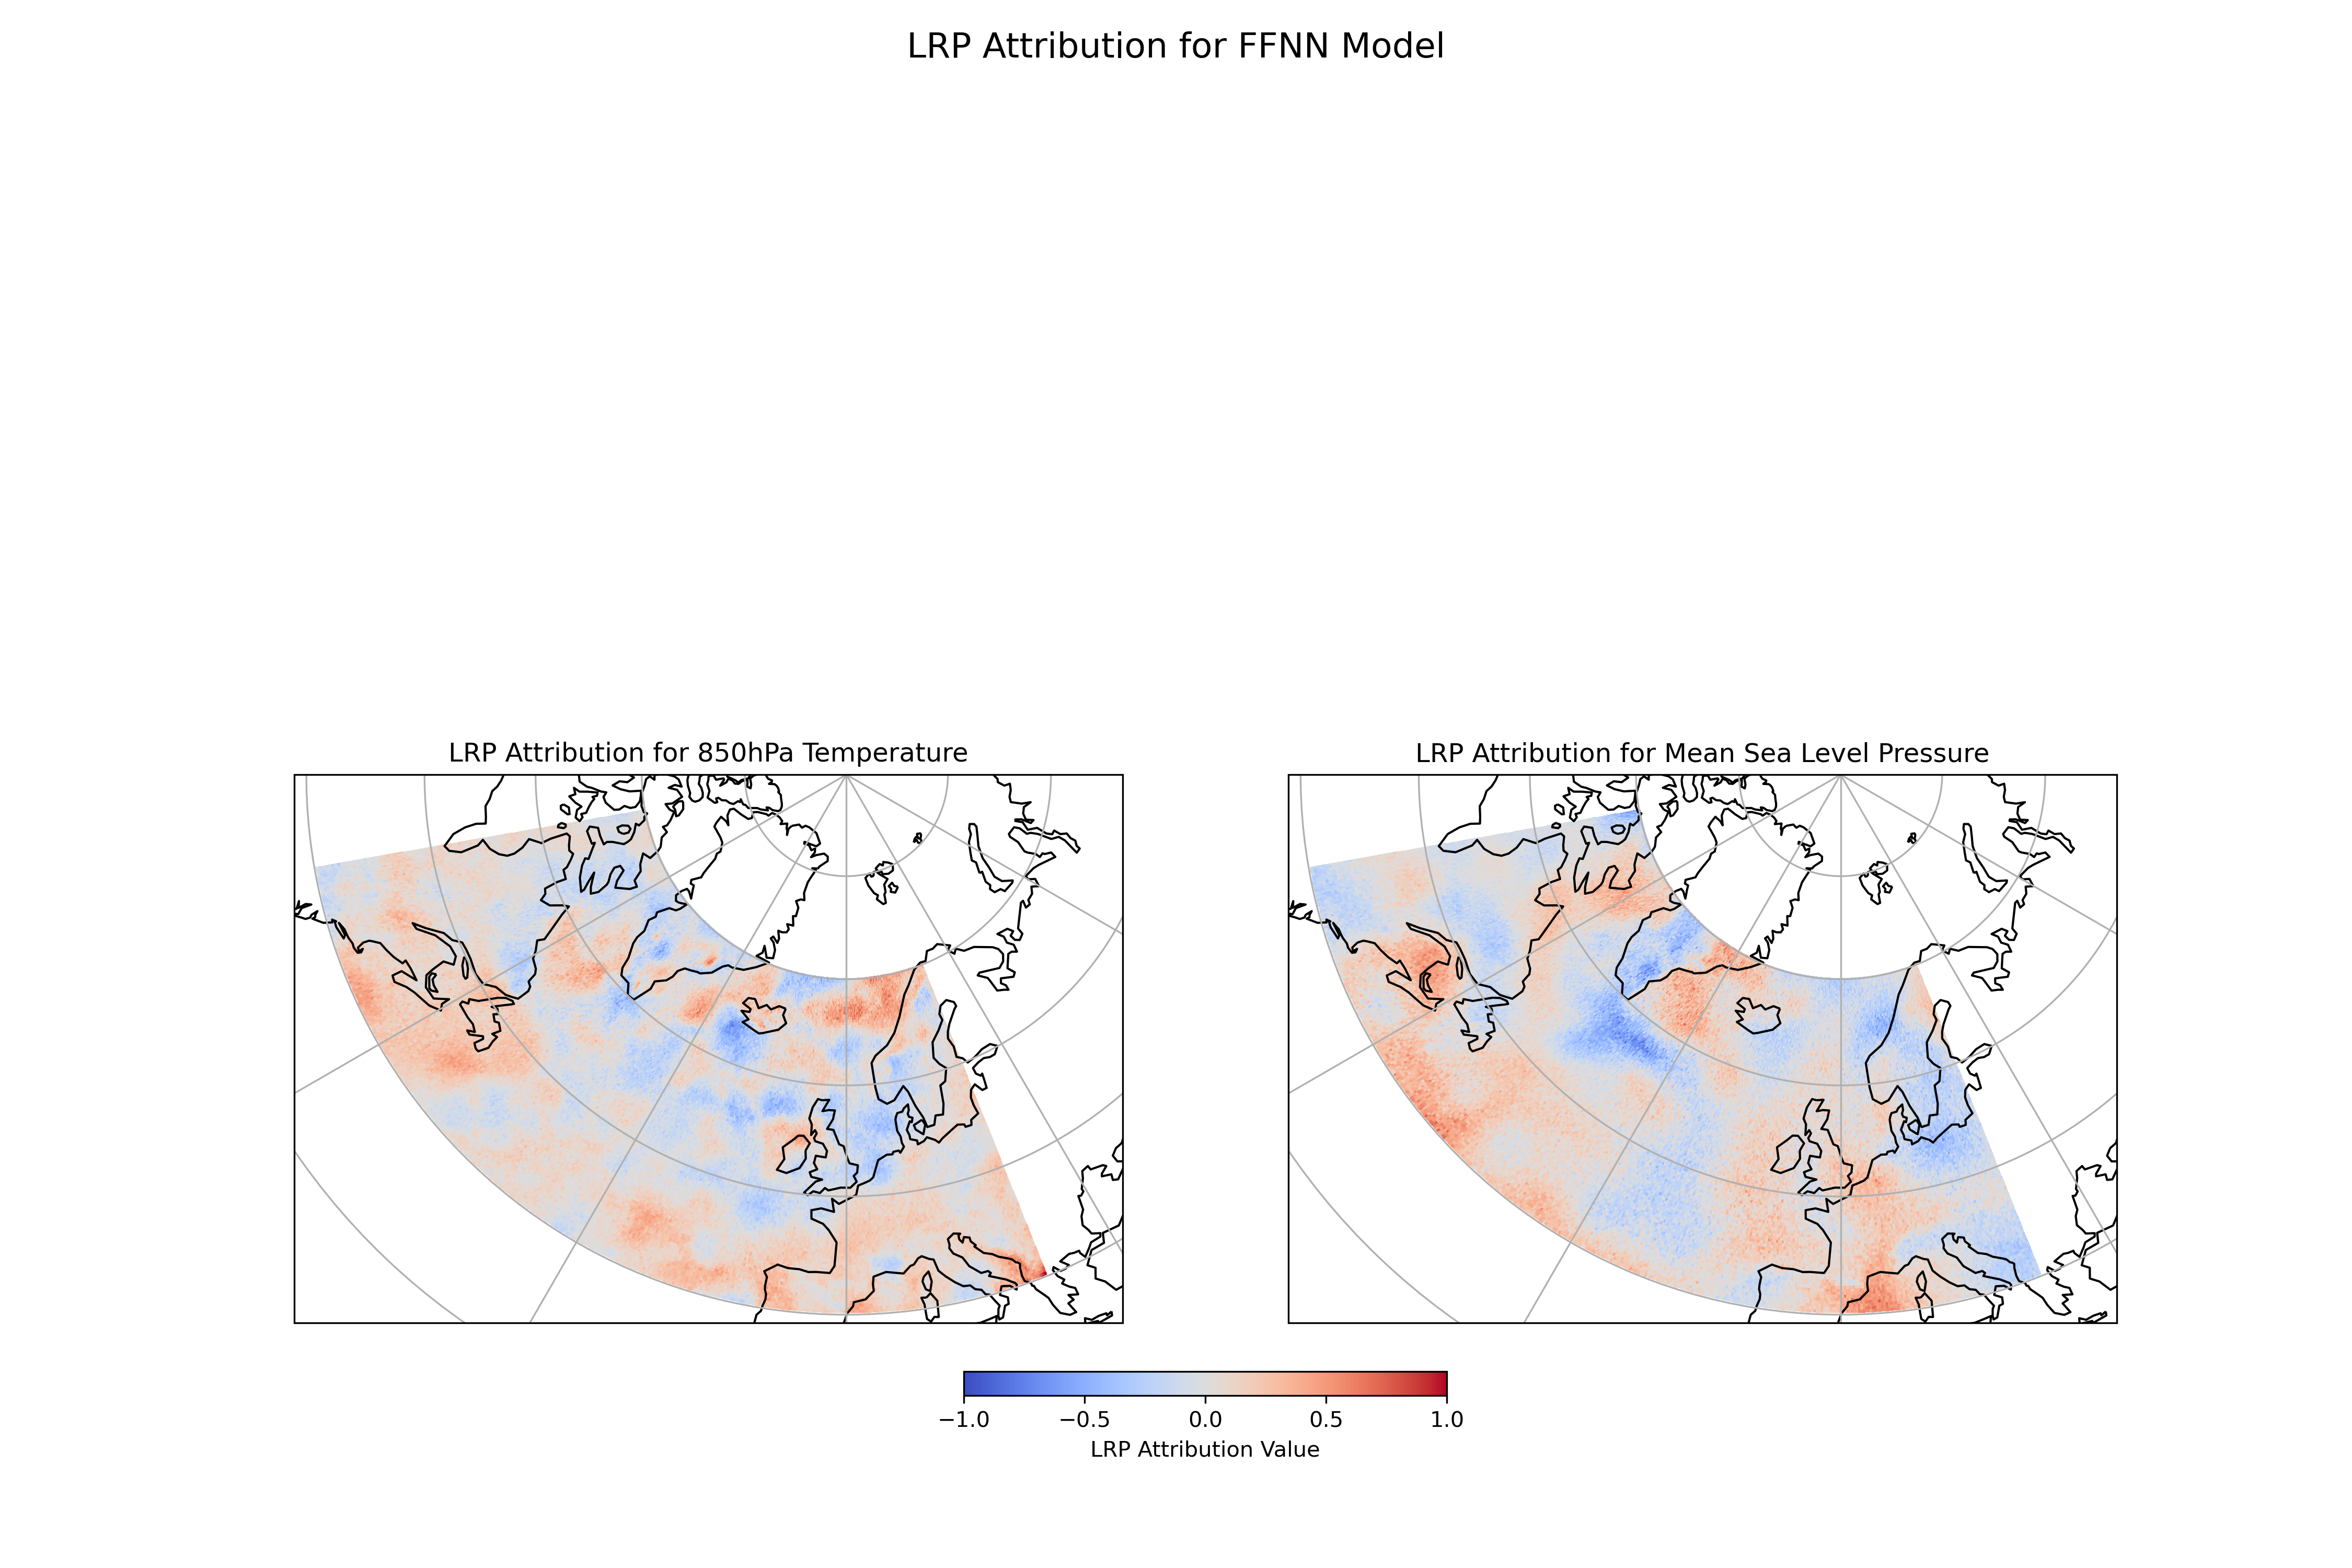 LRP Attribution for FFNN Model
LRP Attribution for 850hPa Temperature
LRP Attribution for Mean Sea Level Pressure
−1.0 −0.5 0.0 0.5 1.0
LRP Attribution Value